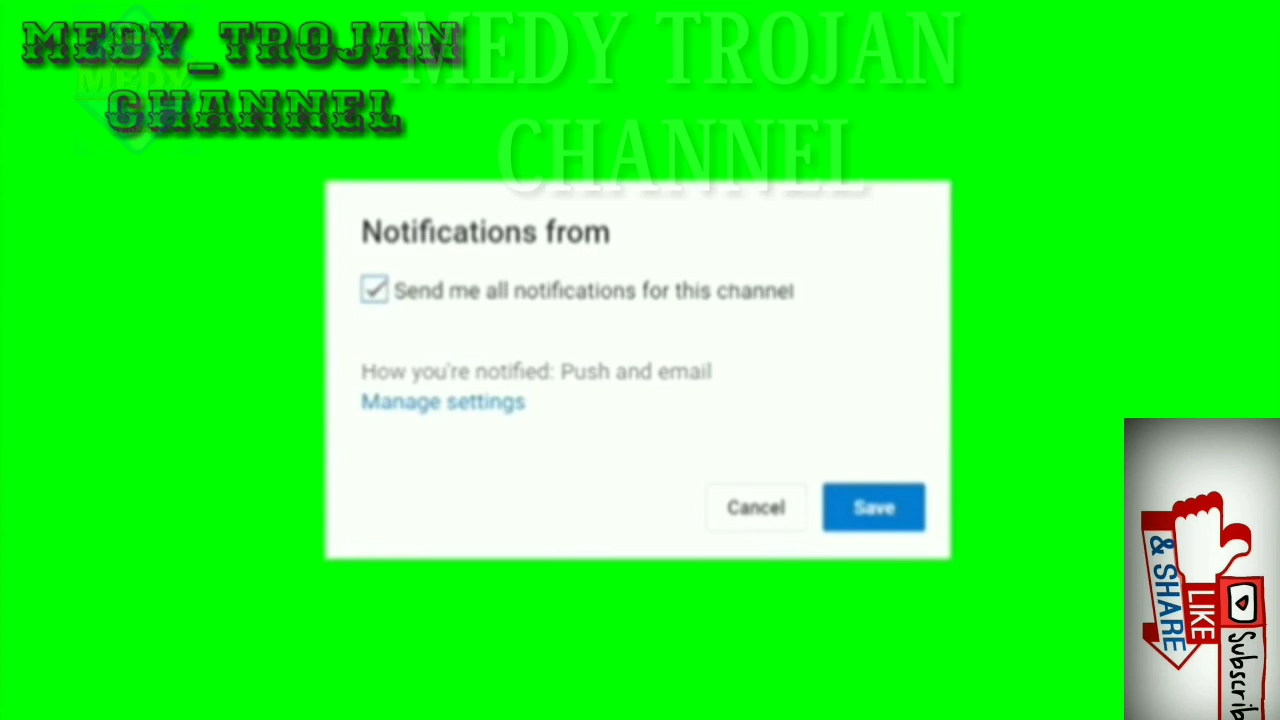 MEDY_TROJAN
CHANNEL
MEDY
MEDY TROJAN
CHANNEL
Notifications from
Send me all notifications for this channel
How you're notified: Push and email
Manage settings
Cancel
Save
& SHARE
LIKE
Subscrib